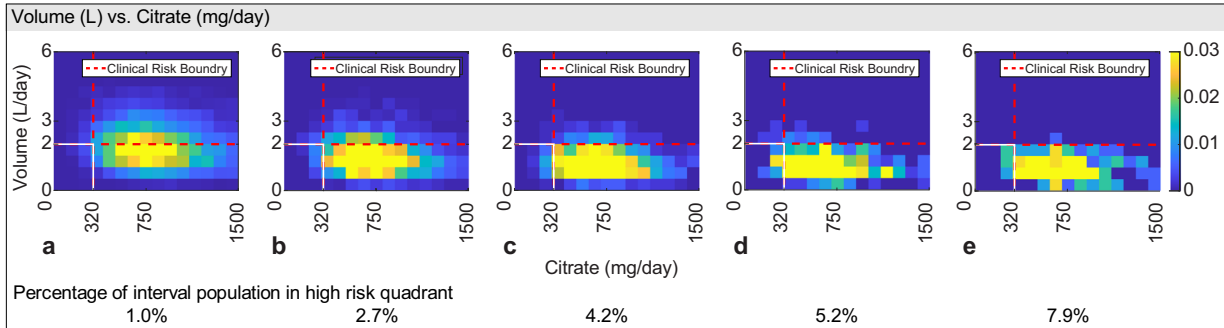 Volume (L) vs. Citrate (mg/day)
6 6 6 6 6
Clinical Risk Boundry Clinical Risk Boundry Clinical Risk Boundry Clinical Risk Boundry Clinical Risk Boundry
0.03
Volume (L/day)
3 3 3 3 3
0.02
2 2 2 2 2
0.01
0 0 0 0 0
0
0 320 750 1500 0 320 750 1500 0 320 750 1500 0 320 750 1500 0 320 750 1500
a b c d e
Citrate (mg/day)
Percentage of interval population in high risk quadrant
1.0% 2.7% 4.2% 5.2% 7.9%